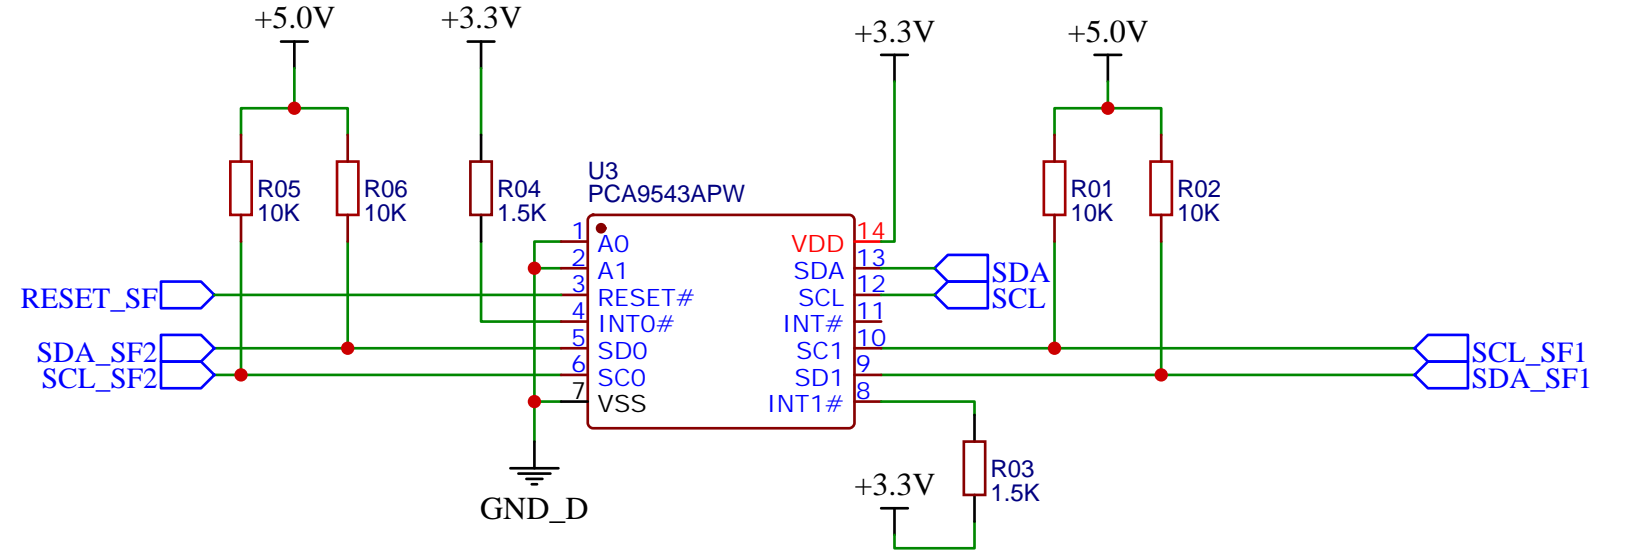 +5.0V
+3.3V
+3.3V
+5.0V
R05
10K
R06
10K
R04
1.5K
U3
PCA9543APW
R01
10K
R02
10K
1
A0
2
A1
3
RESET#
4
INT0#
5
SD0
6
SC0
7
VSS
14
VDD
13
SDA
12
SCL
11
INT#
10
SC1
9
SD1
8
INT1#
RESET_SF
SDA_SF2
SCL_SF2
SDA
SCL
SCL_SF1
SDA_SF1
GND_D
+3.3V
R03
1.5K